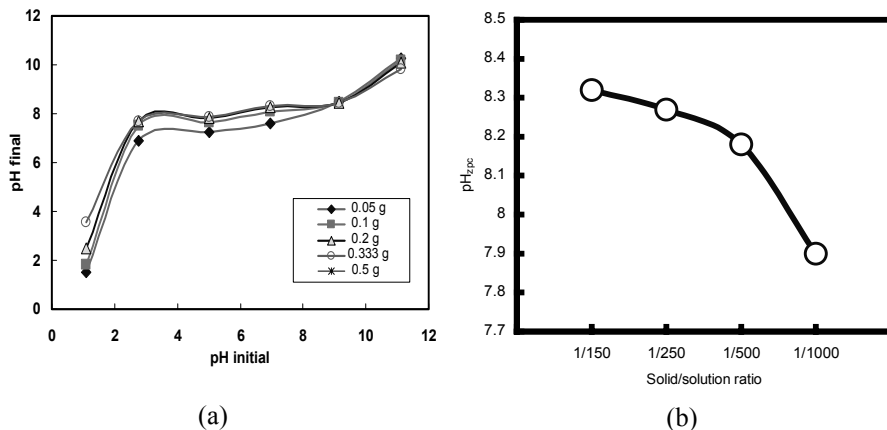 12
10
8
6
4
2
0
pH final
0 2 4 6 8 10 12
pH initial
0.05 g
0.1 g
0.2 g
0.333 g
0.5 g
(a)
8.5
8.4
8.3
8.2
8.1
8
7.9
7.8
7.7
pHzpc
1/150 1/250 1/500 1/1000
Solid/solution ratio
(b)